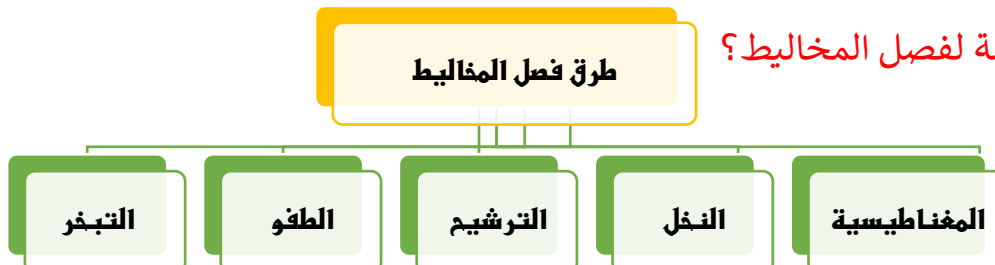 لفصل المخاليط؟
طرق فصل المخاليط
المغناطيسية
النخل
الترشيح
الطفو
التبخر